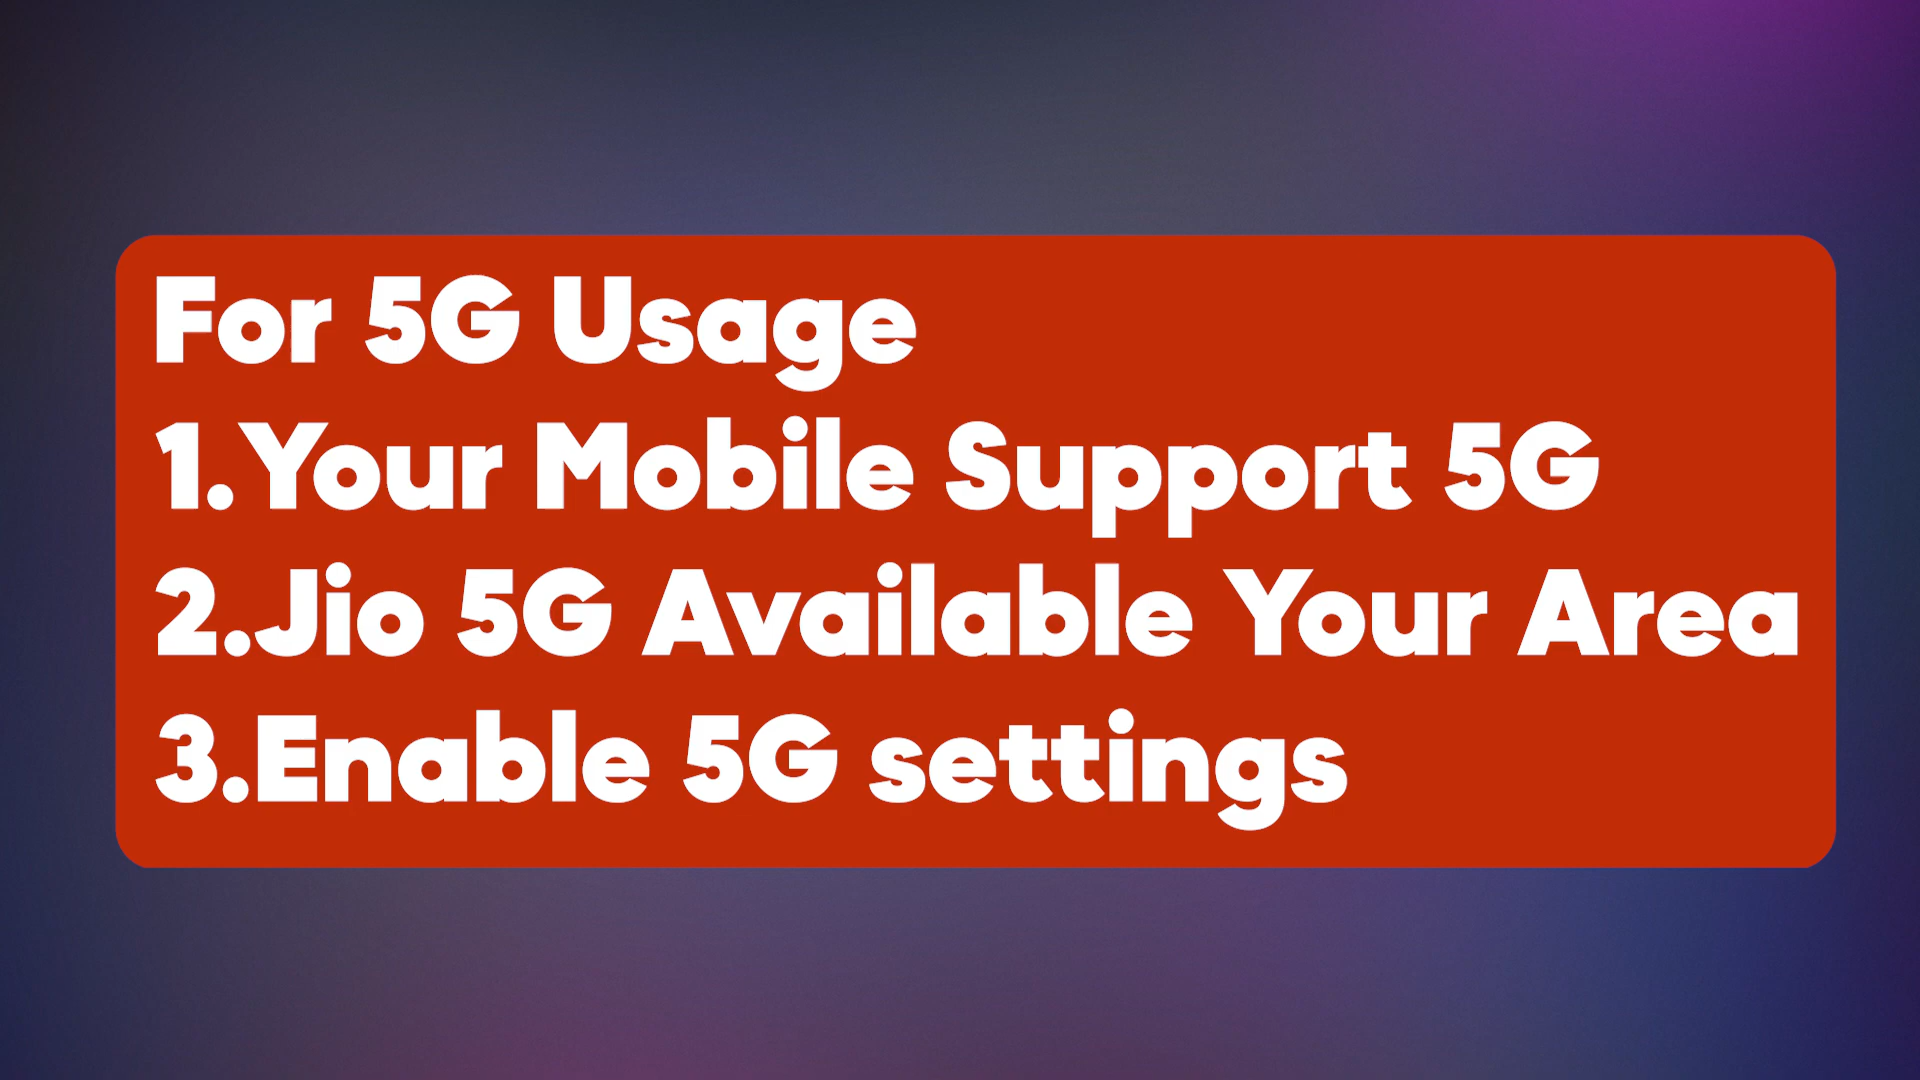 For 5G Usage
1.Your Mobile Support 5G
2.Jio 5G Available Your Area
3.Enable 5G settings